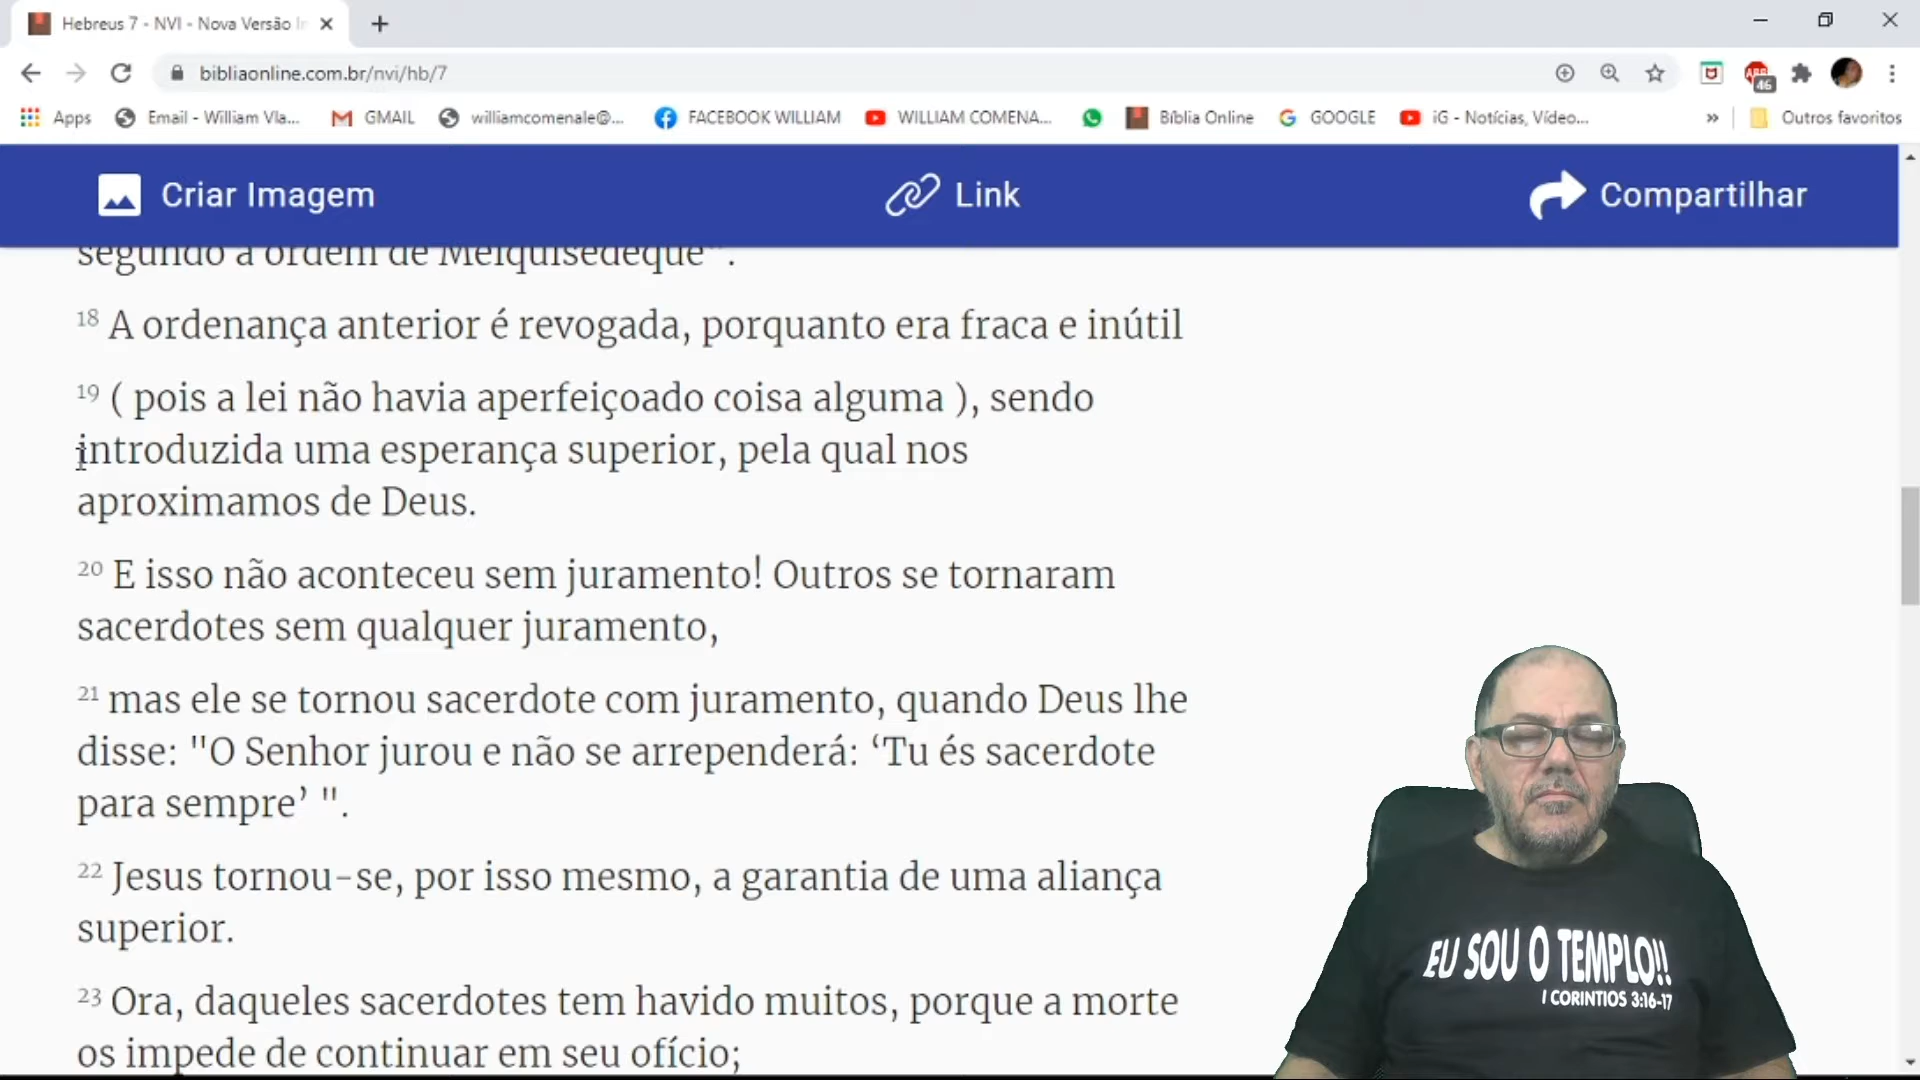 Hebreus 7 - NVI - Nova Versão In
bibliaonline.com.br/nvi/hb/7
46
Apps
Email - William Vla...
GMAIL
williamcomenale@...
FACEBOOK WILLIAM
WILLIAM COMENA...
Bíblia Online
GOOGLE
iG - Notícias, Vídeo...
»
Outros favoritos
Criar Imagem
Link
Compartilhar
segundo a ordem de Melquisedeque".
18 A ordenança anterior é revogada, porquanto era fraca e inútil
19 ( pois a lei não havia aperfeiçoado coisa alguma ), sendo
introduzida uma esperança superior, pela qual nos
aproximamos de Deus.
20 E isso não aconteceu sem juramento! Outros se tornaram
sacerdotes sem qualquer juramento,
21 mas ele se tornou sacerdote com juramento, quando Deus lhe
disse: "O Senhor jurou e não se arrependerá: ‘Tu és sacerdote
para sempre’ ".
22 Jesus tornou-se, por isso mesmo, a garantia de uma aliança
superior.
23 Ora, daqueles sacerdotes tem havido muitos, porque a morte
os impede de continuar em seu ofício;
EU SOU O TEMPLO!!
I CORINTIOS 3:16-17